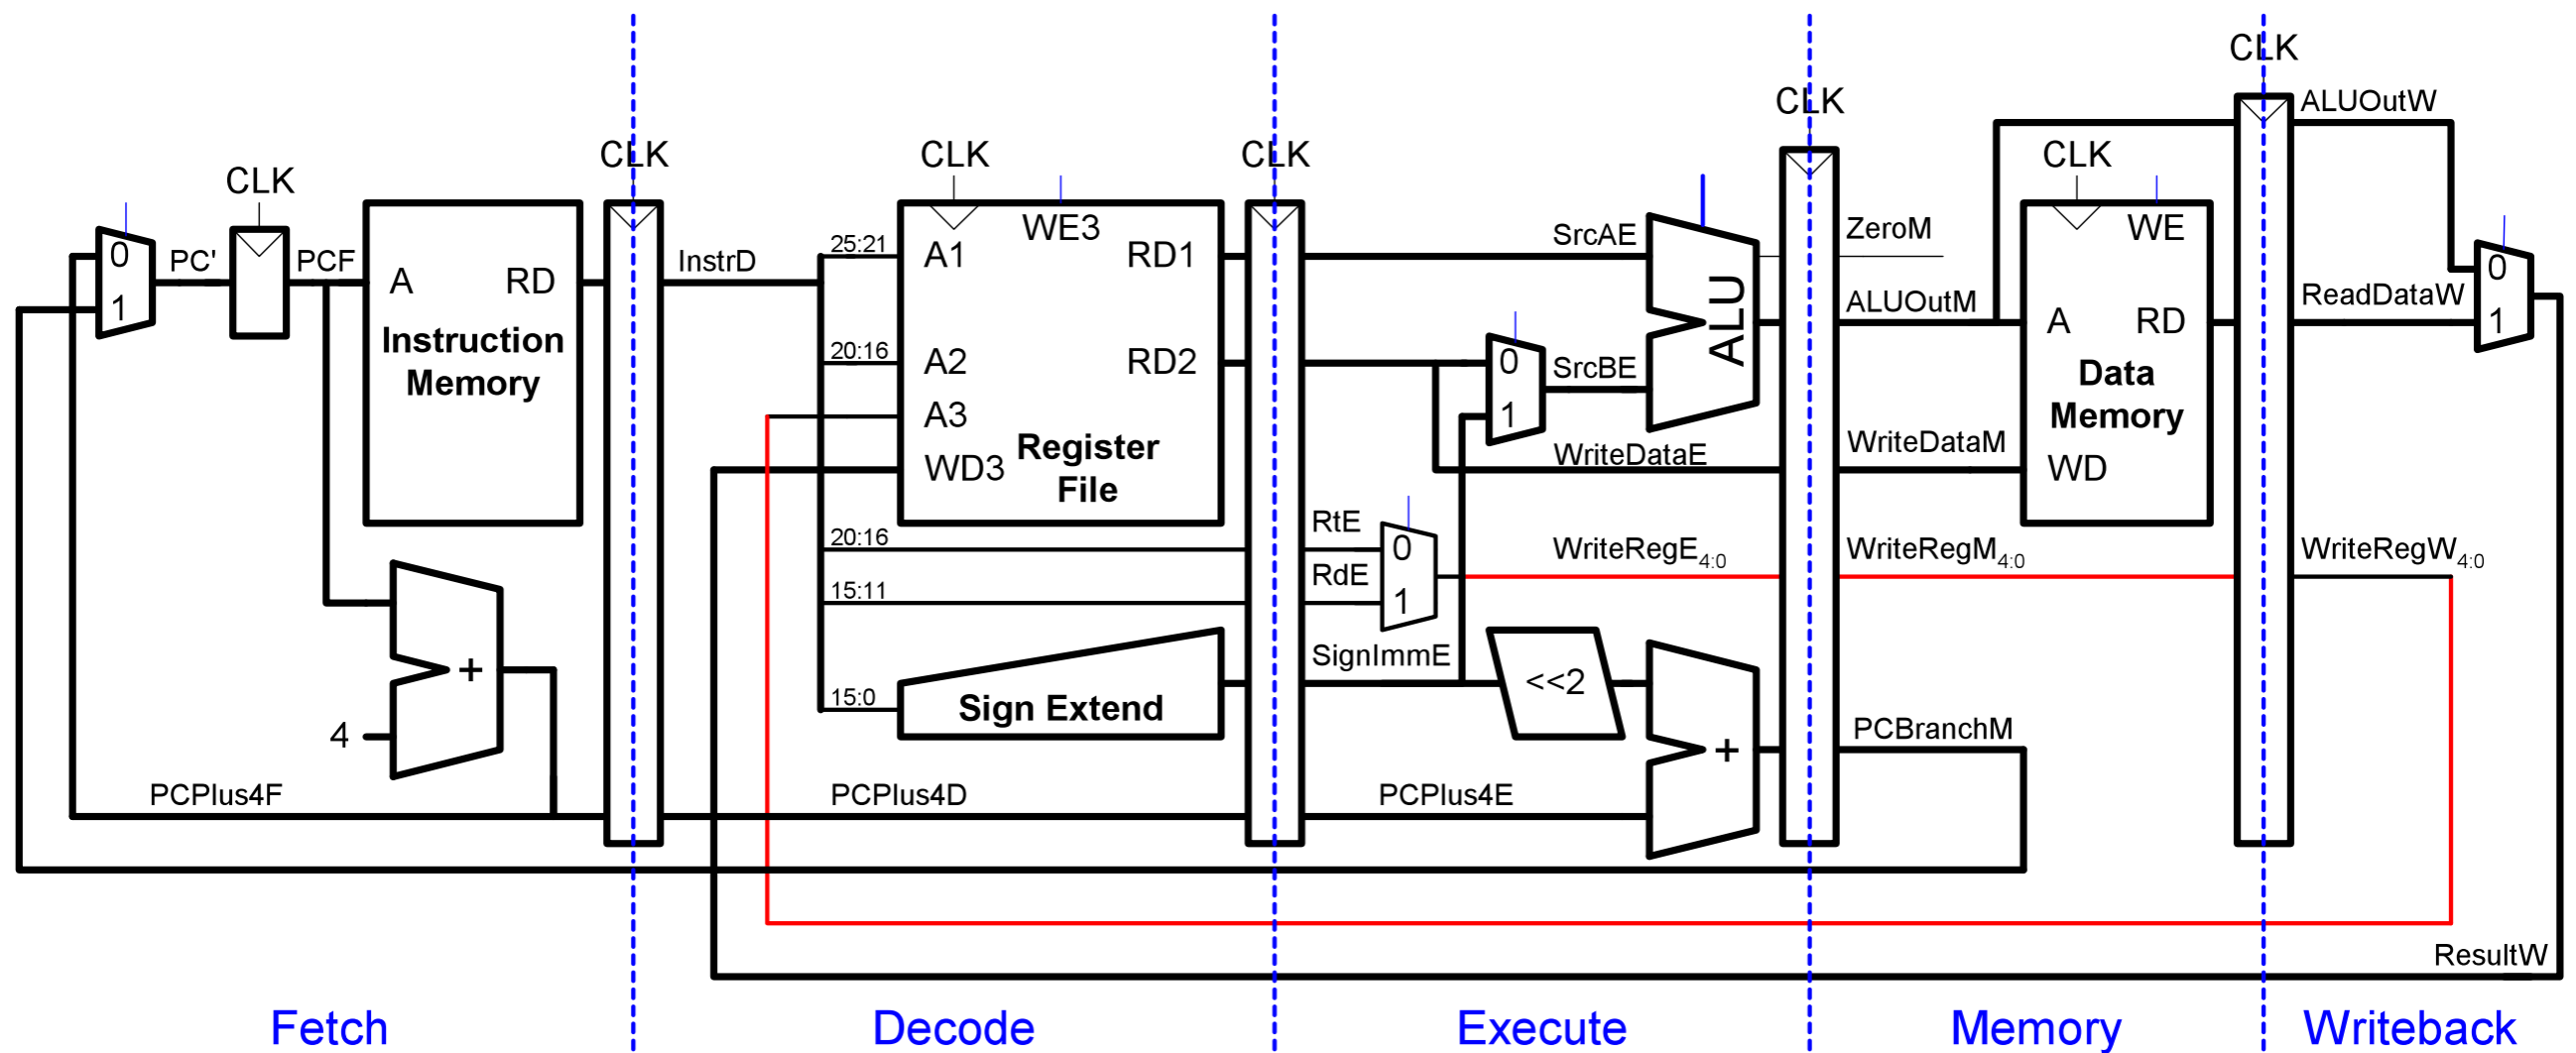 CLK
ALUOutW
CLK
CLK
CLK
CLK
CLK
CLK
0
1
PC'
PCF
A
RD
Instruction
Memory
InstrD
25:21
20:16
A1
A2
A3
WD3
WE3
RD1
RD2
Register
File
SrcAE
0
1
SrcBE
ALU
ZeroM
ALUOutM
A
RD
WE
Data
Memory
WD
ReadDataW
0
1
WriteDataE
WriteDataM
20:16
15:11
RtE
RdE
0
1
WriteRegE4:0
WriteRegM4:0
WriteRegW4:0
+
4
15:0
Sign Extend
SignImmE
<<2
+
PCBranchM
PCPlus4F
PCPlus4D
PCPlus4E
ResultW
Fetch
Decode
Execute
Memory
Writeback